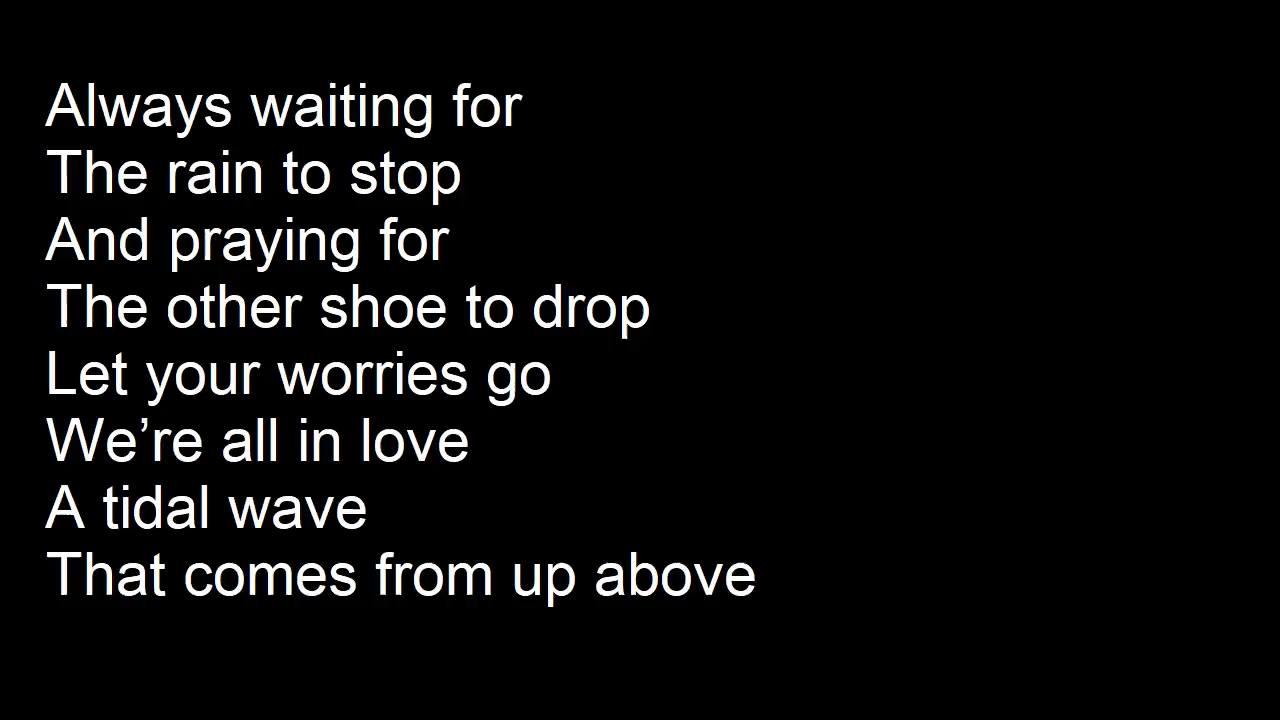 Always waiting for
The rain to stop
And praying for
The other shoe to drop
Let your worries go
We’re all in love
A tidal wave
That comes from up above